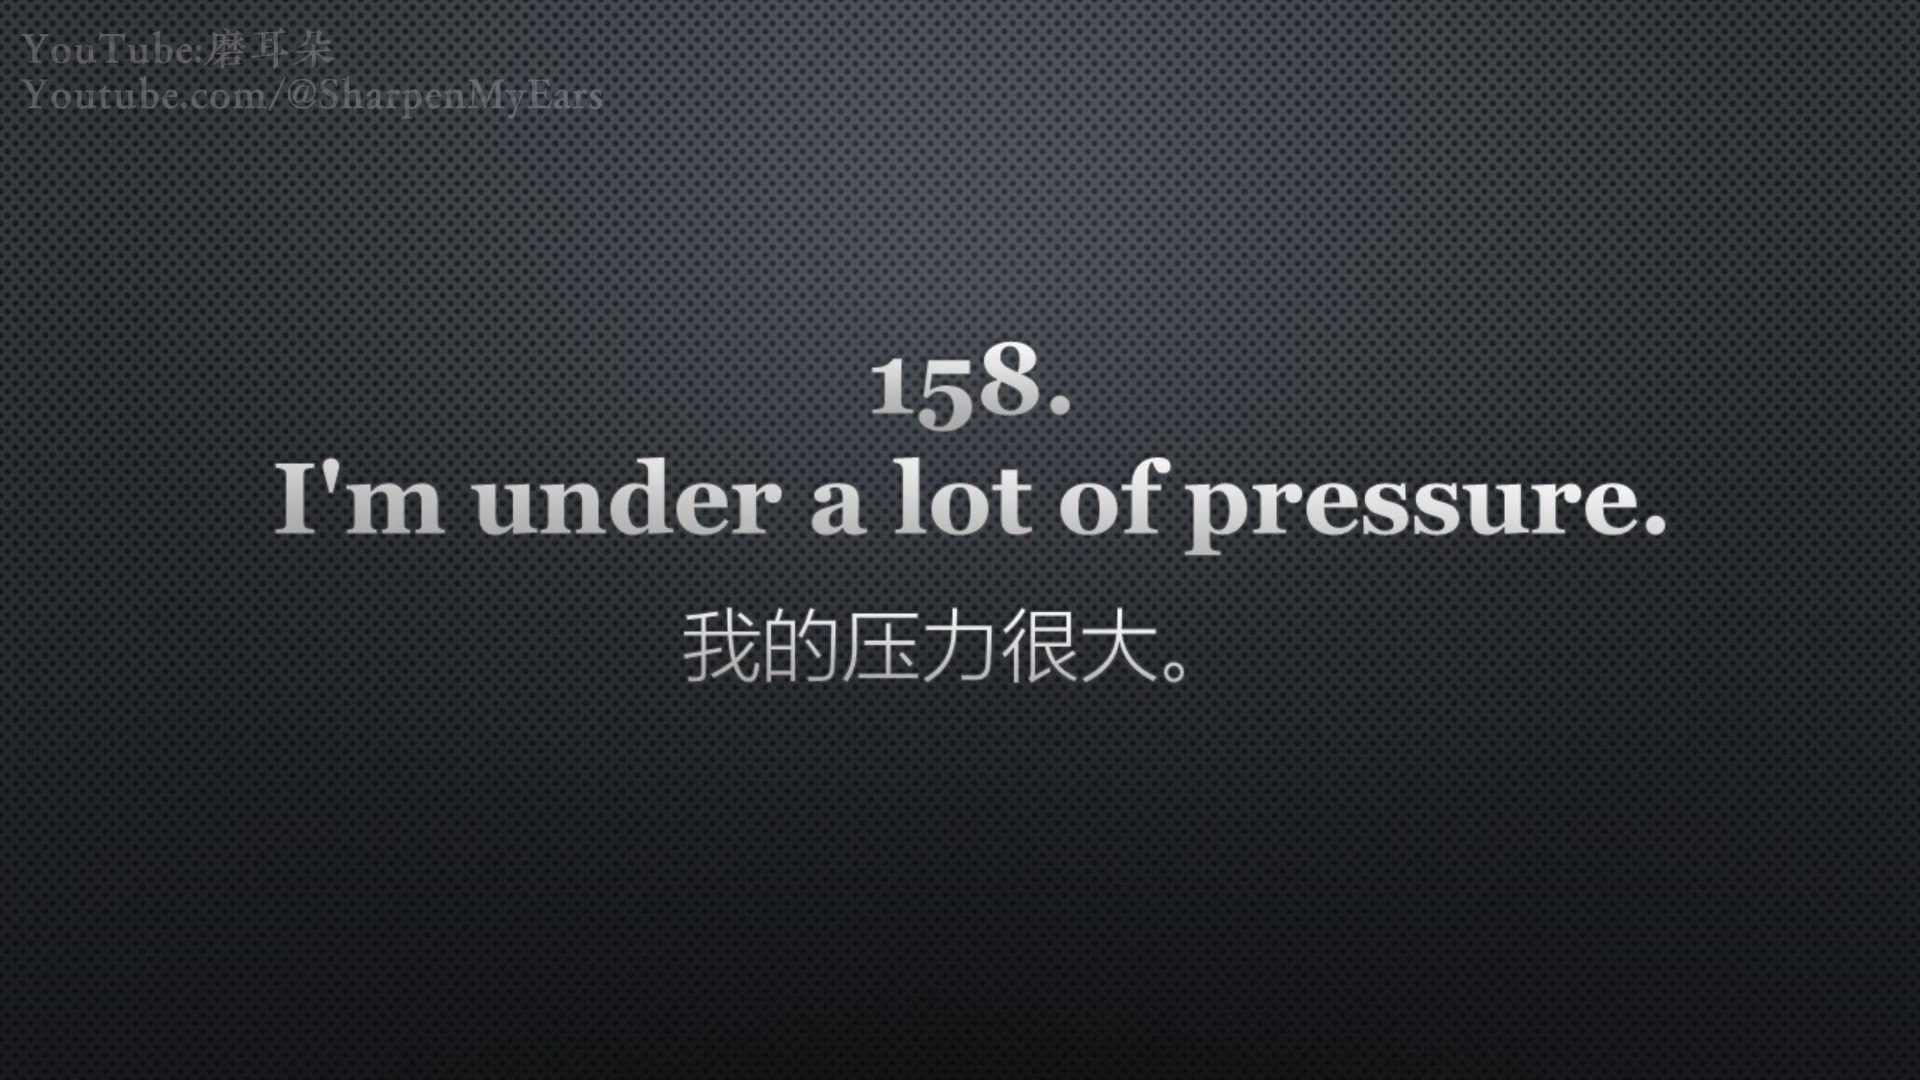 YouTube:磨耳朵
Youtube.com/@SharpenMyEars
158.
I'm under a lot of pressure.
我的压力很大。